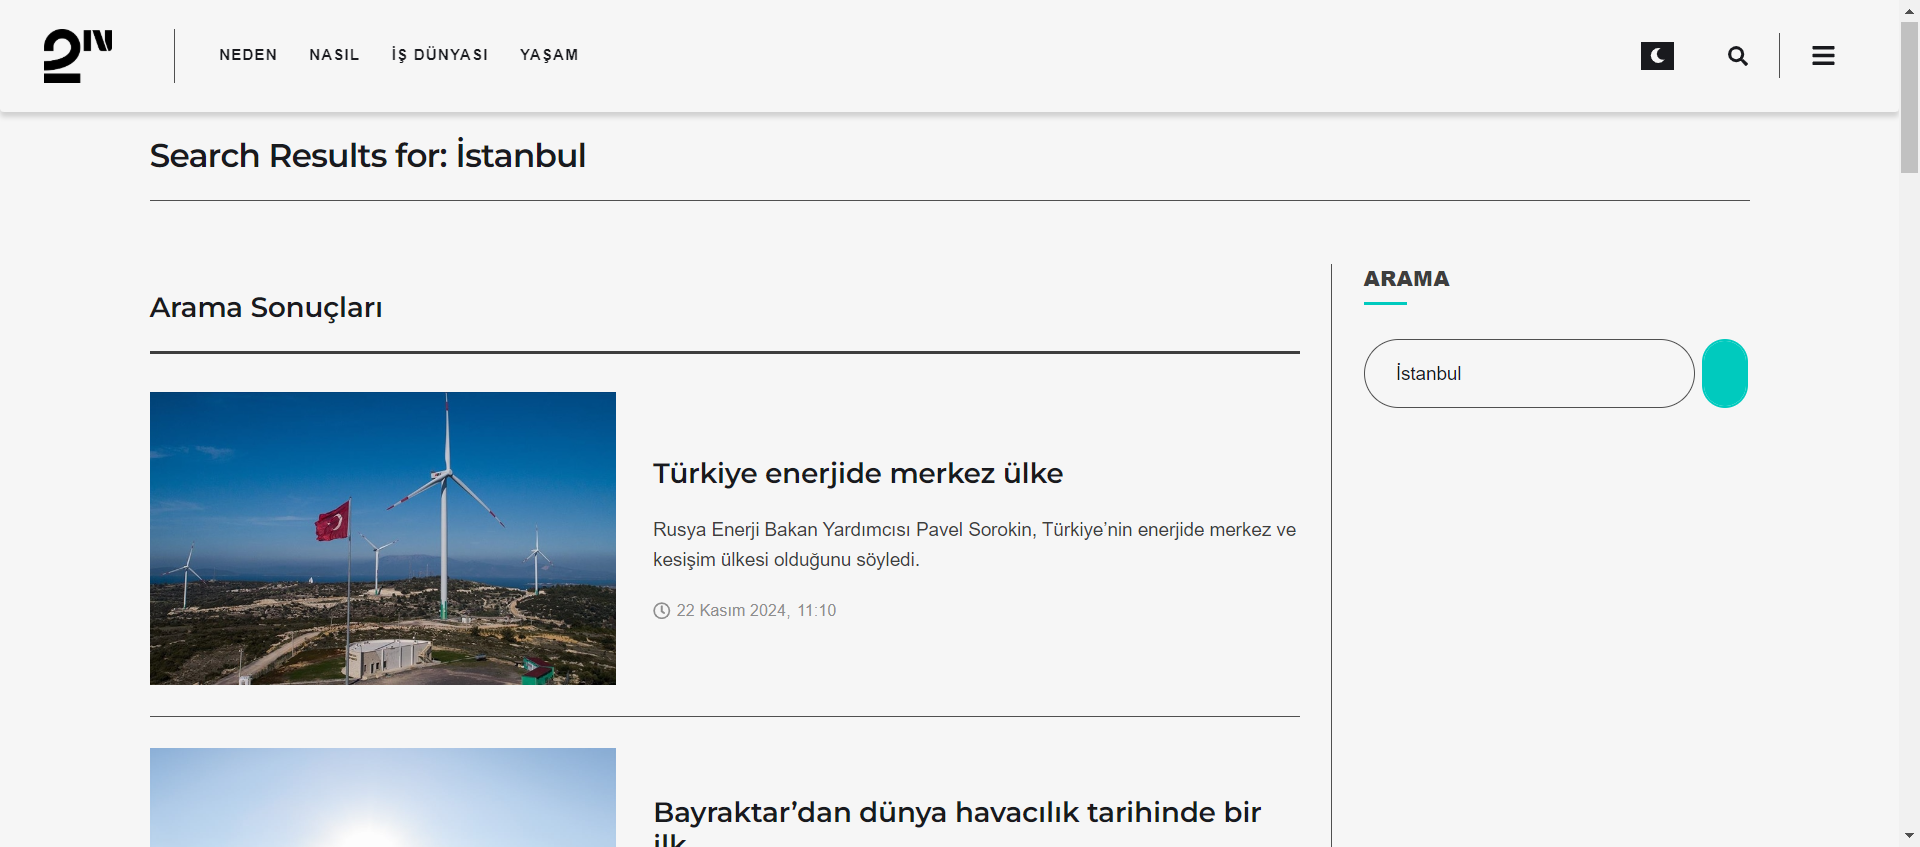 2N
NEDEN NASIL İŞ DÜNYASI YAŞAM
Search Results for: İstanbul
Arama Sonuçları
Türkiye enerjide merkez ülke
Rusya Enerji Bakan Yardımcısı Pavel Sorokin, Türkiye’nin enerjide merkez ve
kesişim ülkesi olduğunu söyledi.
22 Kasım 2024, 11:10
Bayraktar’dan dünya havacılık tarihinde bir
ilk
ARAMA
İstanbul